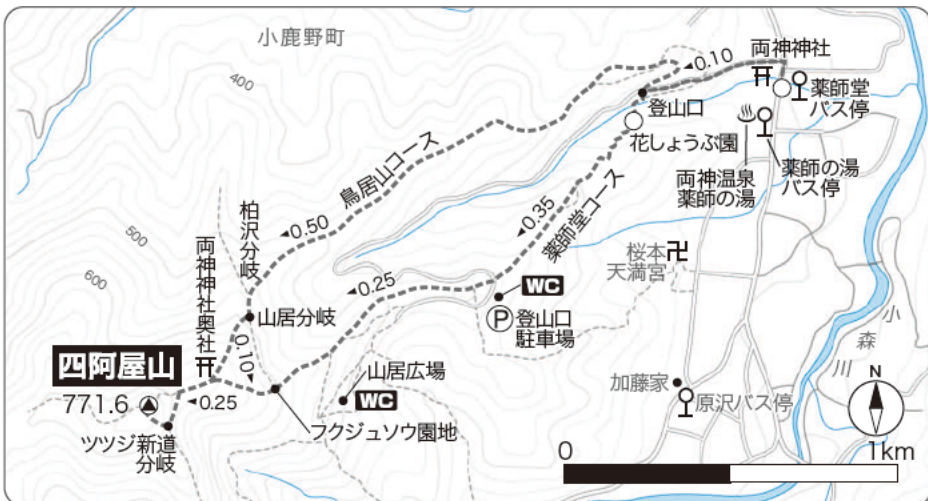 小鹿野町
400
500
600
両神神社
0.10
薬師堂
バス停
登山口
花しょうぶ園
薬師の湯
バス停
両神温泉
薬師の湯
鳥居山コース
薬師堂コース
0.35
0.50
柏沢分岐
両神神社奥社
0.25
桜本
天満宮
WC
P
登山口
駐車場
山居分岐
0.10
山居広場
WC
四阿屋山
771.6
0.25
ツツジ新道
分岐
フクジュソウ園地
加藤家
原沢バス停
小森川
N
0
1km